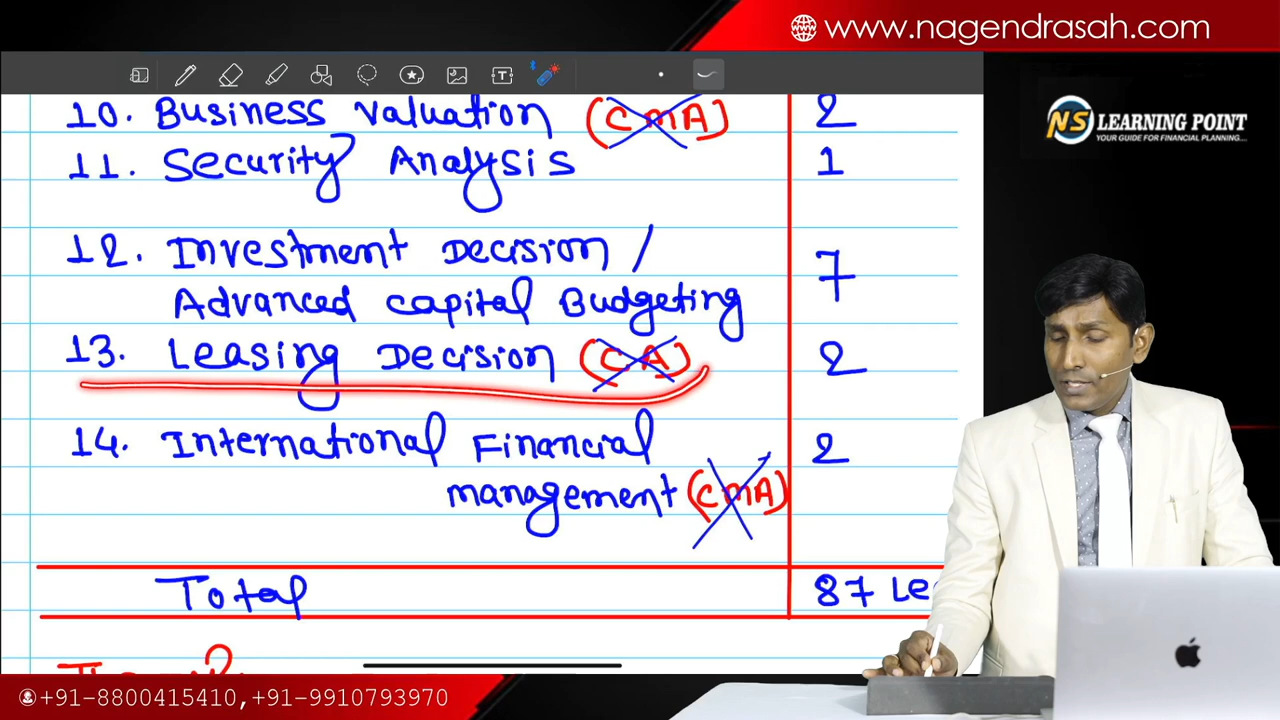 www.nagendrasah.com
NS LEARNING POINT
YOUR GUIDE FOR FINANCIAL PLANNING....
10. Business Valuation (CMA) 2
11. Security Analysis 1
12. Investment Decision /
Advanced Capital Budgeting 7
13. Leasing Decision (CA) 2
14. International Financial 2
management (CMA)
Total 87
+91-8800415410,+91-9910793970